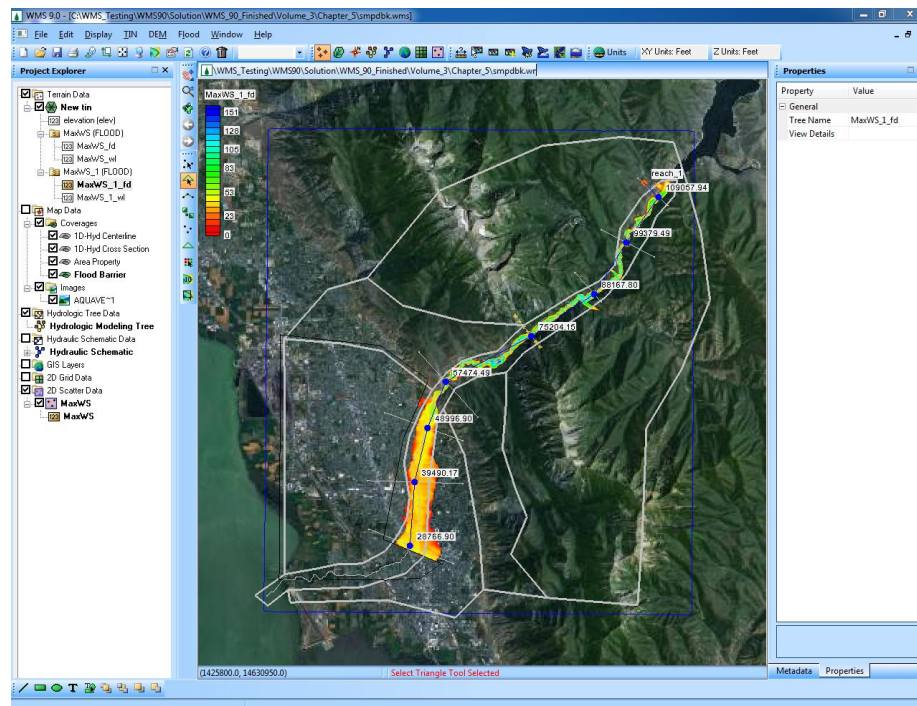 WMS 9.0 - [C:\WMS_Testing\WMS90\Solution\WMS_90_Finished\Volume_3\Chapter_5\smpdbk.wms]
File Edit Display TIN DEM Flood Window Help
Units XY Units: Feet Z Units: Feet
Project Explorer
\WMS_Testing\WMS90\Solution\WMS_90_Finished\Volume_3\Chapter_5\smpdbk.wr
Properties
Terrain Data
New tin
elevation (elev)
MaxWS (FLOOD)
MaxWS_fd
MaxWS_wl
MaxWS_1 (FLOOD)
MaxWS_1_fd
MaxWS_1_wl
Map Data
Coverages
1D-Hyd Centerline
1D-Hyd Cross Section
Area Property
Flood Barrier
Images
AQUAVE~1
Hydrologic Tree Data
Hydrologic Modeling Tree
Hydraulic Schematic Data
Hydraulic Schematic
GIS Layers
2D Grid Data
2D Scatter Data
MaxWS
MaxWS
MaxWS_1_fd
151
128
105
83
53
23
0
reach_1
109057.94
99379.49
88167.80
75204.15
57474.49
48996.90
39490.17
28766.90
Property Value
General
Tree Name MaxWS_1_fd
View Details
(1425800.0, 14630950.0) Select Triangle Tool Selected
Metadata Properties